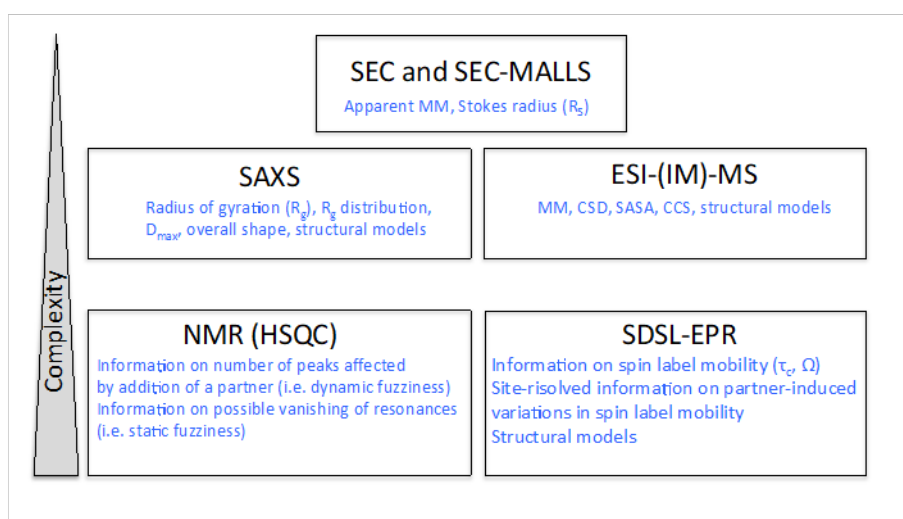 SEC and SEC-MALLS
Apparent MM, Stokes radius (Rs)
SAXS
Radius of gyration (Rg), Rg distribution,
Dmax, overall shape, structural models
ESI-(IM)-MS
MM, CSD, SASA, CCS, structural models
Complexity
NMR (HSQC)
Information on number of peaks affected
by addition of a partner (i.e. dynamic fuzziness)
Information on possible vanishing of resonances
(i.e. static fuzziness)
SDSL-EPR
Information on spin label mobility (τc, Ω)
Site-risolved information on partner-induced
variations in spin label mobility
Structural models